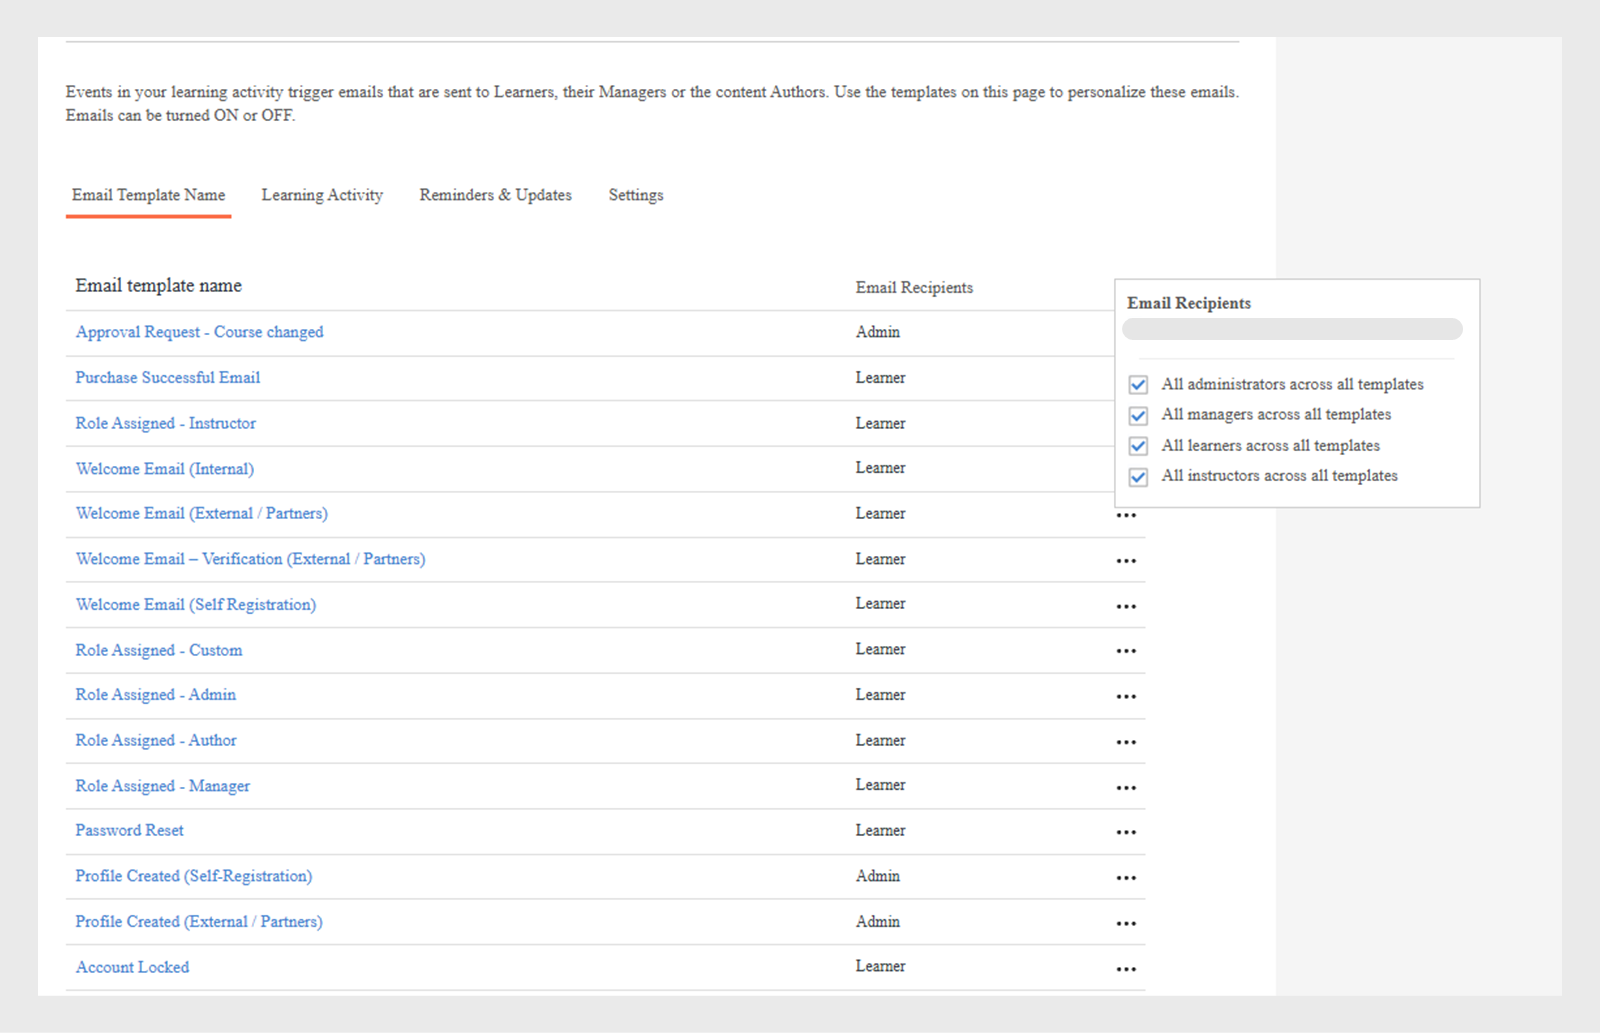 Events in your learning activity trigger emails that are sent to Learners, their Managers or the content Authors. Use the templates on this page to personalize these emails.
Emails can be turned ON or OFF.
Email Template Name Learning Activity Reminders & Updates Settings
Email template name Email Recipients
Approval Request - Course changed Admin
Purchase Successful Email Learner
Role Assigned - Instructor Learner
Welcome Email (Internal) Learner
Welcome Email (External / Partners) Learner
Welcome Email – Verification (External / Partners) Learner
Welcome Email (Self Registration) Learner
Role Assigned - Custom Learner
Role Assigned - Admin Learner
Role Assigned - Author Learner
Role Assigned - Manager Learner
Password Reset Learner
Profile Created (Self-Registration) Admin
Profile Created (External / Partners) Admin
Account Locked Learner
Email Recipients
All administrators across all templates
All managers across all templates
All learners across all templates
All instructors across all templates